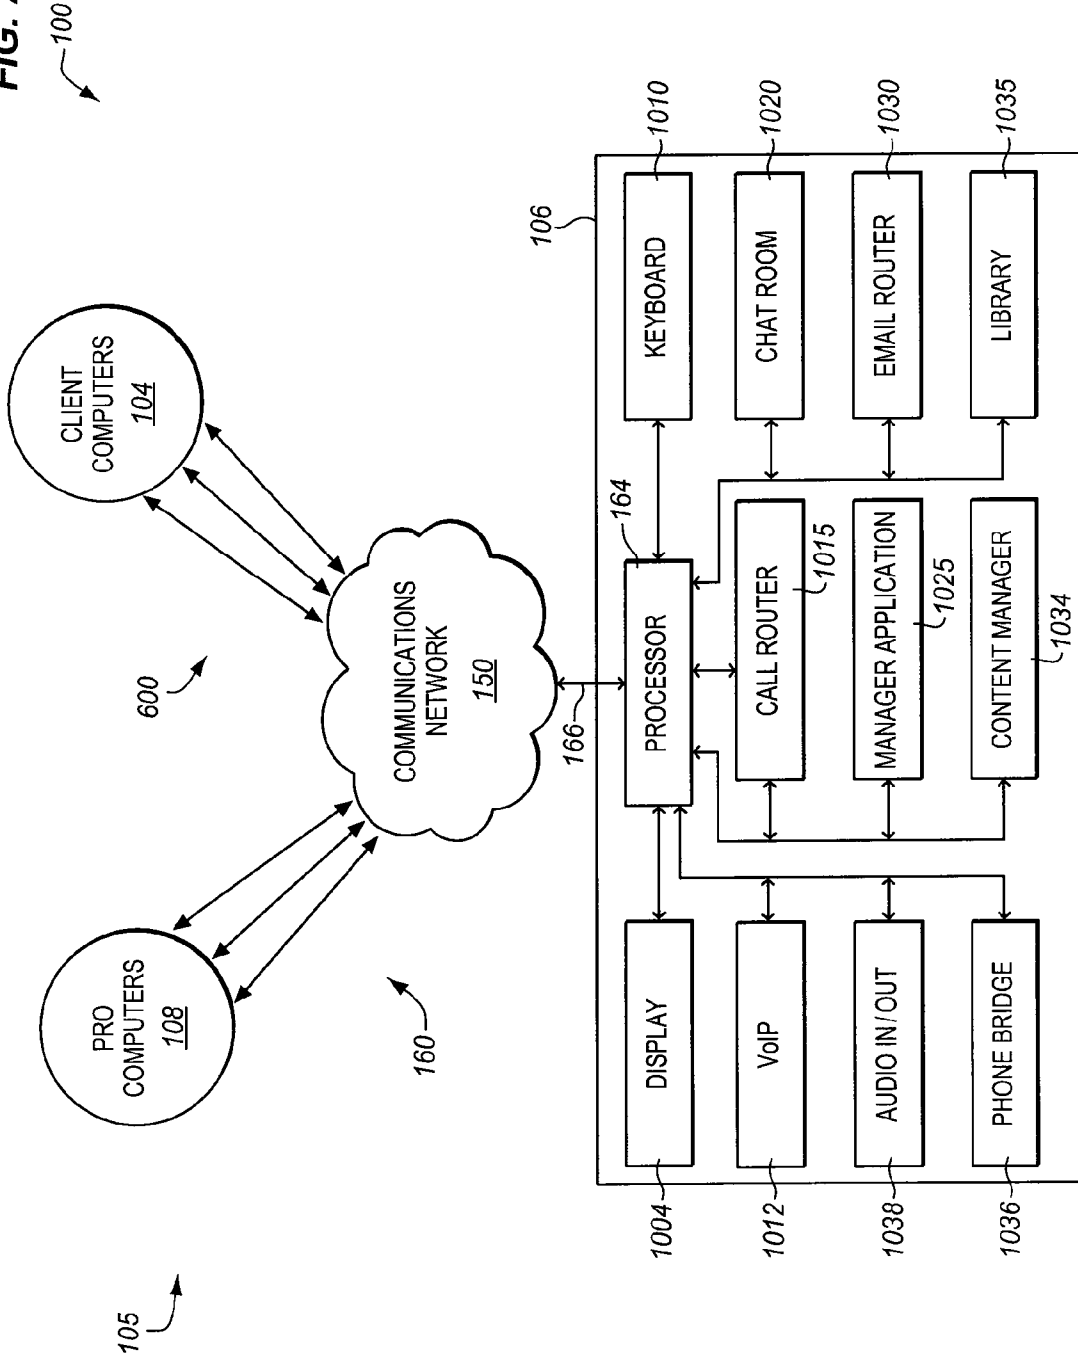 FIG.
100
105
600
160
PRO
COMPUTERS
108
CLIENT
COMPUTERS
104
COMMUNICATIONS
NETWORK
150
166
106
164
1004
DISPLAY
PROCESSOR
KEYBOARD
1010
1012
VoIP
CALL ROUTER
1015
CHAT ROOM
1020
1038
AUDIO IN/OUT
MANAGER APPLICATION
1025
EMAIL ROUTER
1030
1036
PHONE BRIDGE
CONTENT MANAGER
1034
LIBRARY
1035